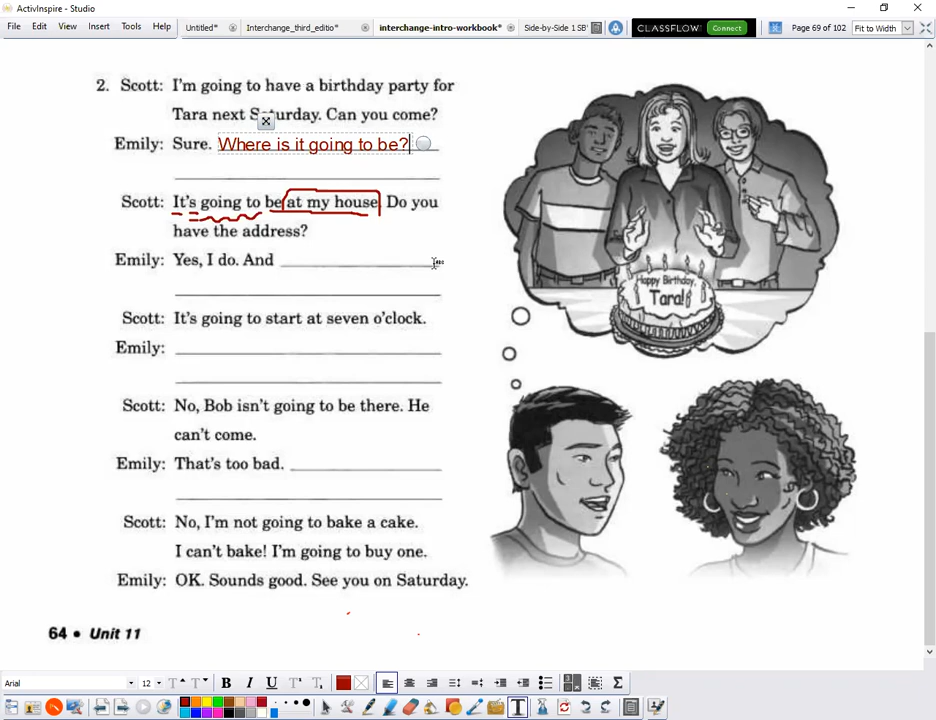 ActivInspire - Studio
File Edit View Insert Tools Help Untitled* Interchange_third_editio* interchange-intro-workbook* Side-by-Side 1 SB CLASSFLOW Connect Page 69 of 102 Fit to Width
2. Scott: I'm going to have a birthday party for
Tara next Saturday. Can you come?
Emily: Sure. Where is it going to be?
Scott: It's going to be at my house. Do you
have the address?
Emily: Yes, I do. And
Scott: It's going to start at seven o'clock.
Emily:
Scott: No, Bob isn't going to be there. He
can't come.
Emily: That's too bad.
Scott: No, I'm not going to bake a cake.
I can't bake! I'm going to buy one.
Emily: OK. Sounds good. See you on Saturday.
Happy Birthday,
Tara!
64 • Unit 11
Arial 12 B I U